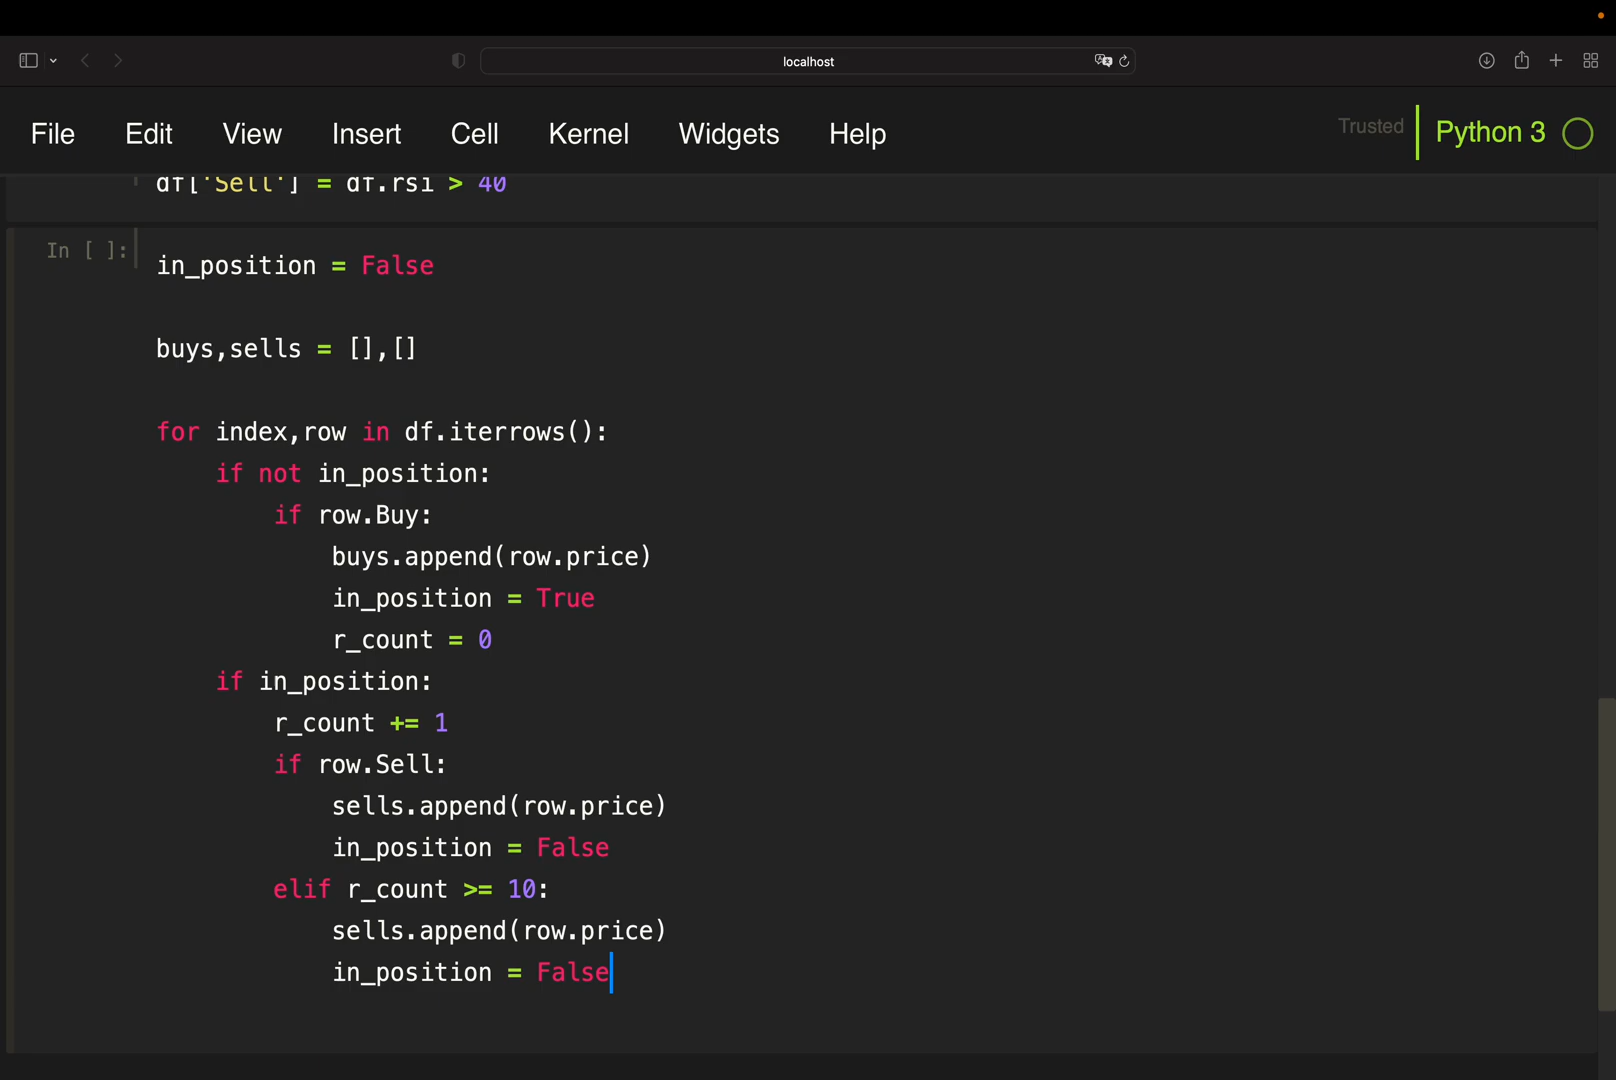 localhost
File Edit View Insert Cell Kernel Widgets Help Trusted Python 3
df['Sell'] = df.rsi > 40
In [ ]:
in_position = False
buys,sells = [],[]
for index,row in df.iterrows():
    if not in_position:
        if row.Buy:
            buys.append(row.price)
            in_position = True
            r_count = 0
    if in_position:
        r_count += 1
        if row.Sell:
            sells.append(row.price)
            in_position = False
        elif r_count >= 10:
            sells.append(row.price)
            in_position = False